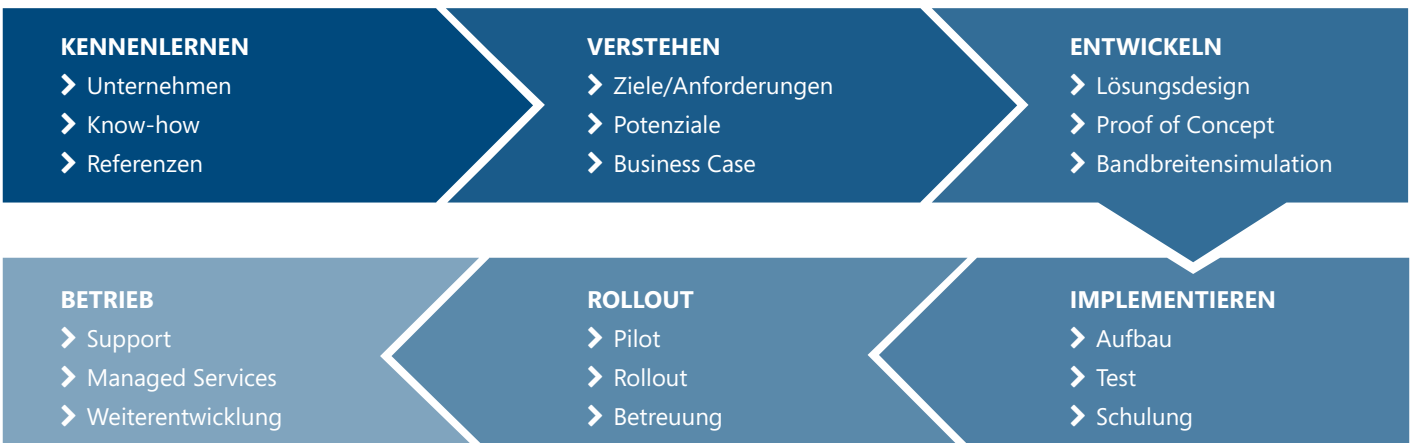 KENNENLERNEN
Unternehmen
Know-how
Referenzen
VERSTEHEN
Ziele/Anforderungen
Potenziale
Business Case
ENTWICKELN
Lösungsdesign
Proof of Concept
Bandbreitensimulation
IMPLEMENTIEREN
Aufbau
Test
Schulung
ROLLOUT
Pilot
Rollout
Betreuung
BETRIEB
Support
Managed Services
Weiterentwicklung